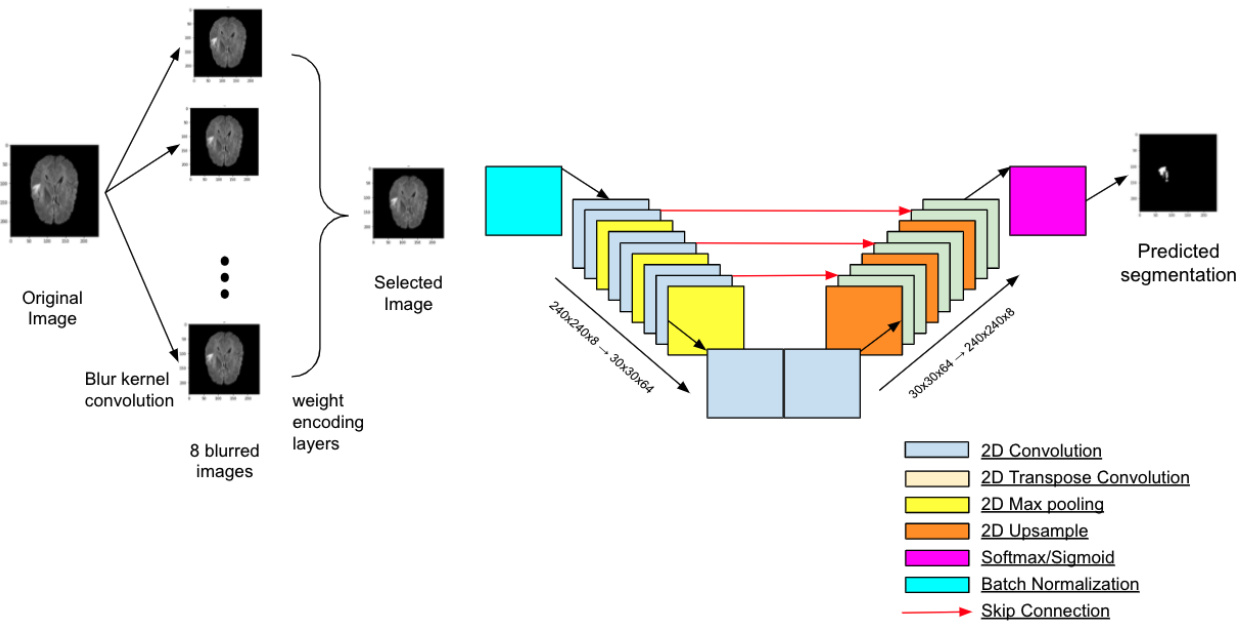 Original
Image
Blur kernel
convolution
8 blurred
images
weight
encoding
layers
Selected
Image
240x240x8 → 30x30x64
30x30x64 → 240x240x8
Predicted
segmentation
2D Convolution
2D Transpose Convolution
2D Max pooling
2D Upsample
Softmax/Sigmoid
Batch Normalization
Skip Connection